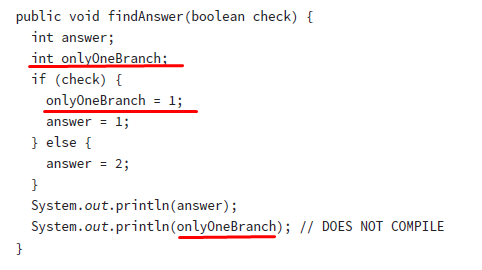 public void findAnswer(boolean check) {
  int answer;
  int onlyOneBranch;
  if (check) {
    onlyOneBranch = 1;
    answer = 1;
  } else {
    answer = 2;
  }
  System.out.println(answer);
  System.out.println(onlyOneBranch); // DOES NOT COMPILE
}